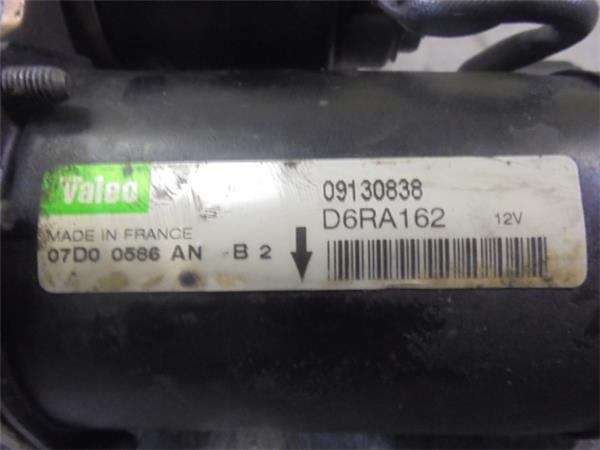 Valeo
09130838
D6RA162 12V
MADE IN FRANCE
07D0 0586 AN B 2